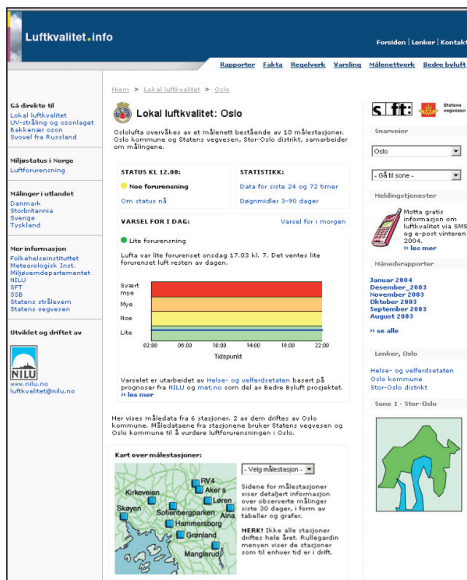 Luftkvalitet.info
Forsiden | Lenker | Kontakt
Rapporter Fakta Regelverk Varsling Målenettverk Bedre byluft
Hjem > Lokal luftkvalitet > Oslo
Gå direkte til
Lokal luftkvalitet
UV-stråling og ozonlaget
Bakkenær ozon
Svovel fra Russland
Miljøstatus i Norge
Luftforurensning
Målinger i utlandet
Danmark
Storbritannia
Sverige
Tyskland
Mer informasjon
Folkehelseinstituttet
Meteorologisk Inst.
Miljøverndepartementet
NILU
SFT
SSB
Statens strålevern
Statens vegvesen
Utviklet og driftet av
NILU
www.nilu.no
luftkvalitet@nilu.no
Lokal luftkvalitet: Oslo
Oslolufta overvåkes av et målenett bestående av 10 målestasjoner.
Oslo kommune og Statens vegvesen, Stor-Oslo distrikt, samarbeider
om målingene.
STATUS KL 12.00:
Noe forurensning
Om status nå
STATISTIKK:
Data for siste 24 og 72 timer
Døgnmidler 3-90 dager
VARSEL FOR I DAG:
Varsel for i morgen
Lite forurensning
Lufta var lite forurenset onsdag 17.03 kl. 7. Det ventes lite
forurenset luft resten av dagen.
Svært
mye
Mye
Noe
Lite
02:00 06:00 10:00 14:00 18:00 22:00
Tidspunkt
Varselet er utarbeidet av Helse- og velferdsetaten basert på
prognoser fra NILU og met.no som del av Bedre Byluft prosjektet.
>> les mer
Her vises måledata fra 6 stasjoner. 2 av dem driftes av Oslo
kommune. Måledataene fra stasjonene bruker Statens vegvesen og
Oslo kommune til å vurdere luftforurensningen i Oslo.
Kart over målestasjoner:
RV4
Aker s
Kirkeveien
Løren
Skøyen
Sofienbergparken
Alna
Hammersborg
Grønland
Manglerud
- Velg målestasjon -
Sidene for målestasjoner
viser detaljert informasjon
over observerte målinger
siste 30 dager, i form av
tabeller og grafer.
MERK! Ikke alle stasjoner
driftes hele året. Rullegardin
menyen viser de stasjoner
som til enhver tid er i drift.
sft:
Statens
vegvesen
Snarveier
Oslo
- Gå til sone -
Meldingstjenester
Motta gratis
informasjon om
luftkvalitet via SMS
og e-post vinteren
2004.
>> les mer
Månedsrapporter
Januar 2004
Desember_2003
November 2003
Oktober 2003
September 2003
August 2003
>> se alle
Lenker, Oslo
Helse- og velferdsetaten
Oslo kommune
Stor-Oslo distrikt
Sone 1 - Stor-Oslo